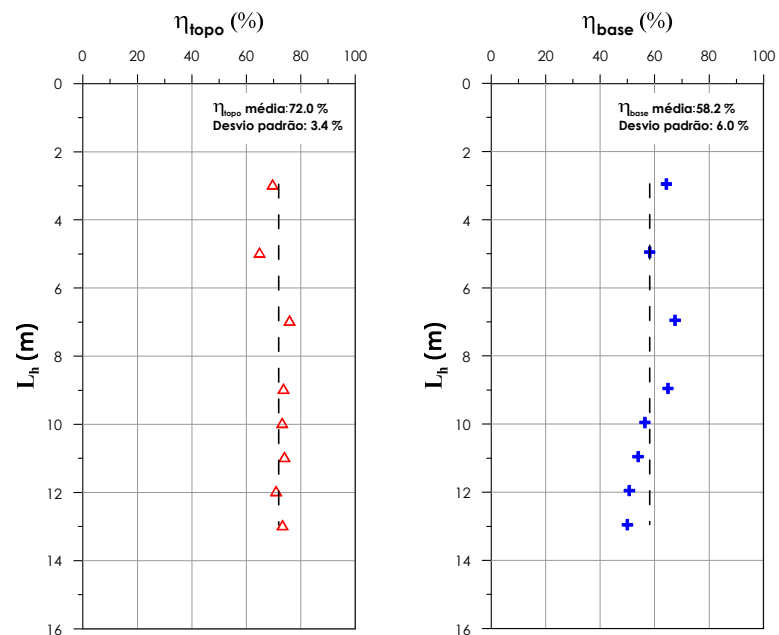 ηtopo (%)
0 20 40 60 80 100
ηtopo média:72.0 %
Desvio padrão: 3.4 %
Lh (m)
0
2
4
6
8
10
12
14
16
ηbase (%)
0 20 40 60 80 100
ηbase média:58.2 %
Desvio padrão: 6.0 %
Lh (m)
0
2
4
6
8
10
12
14
16